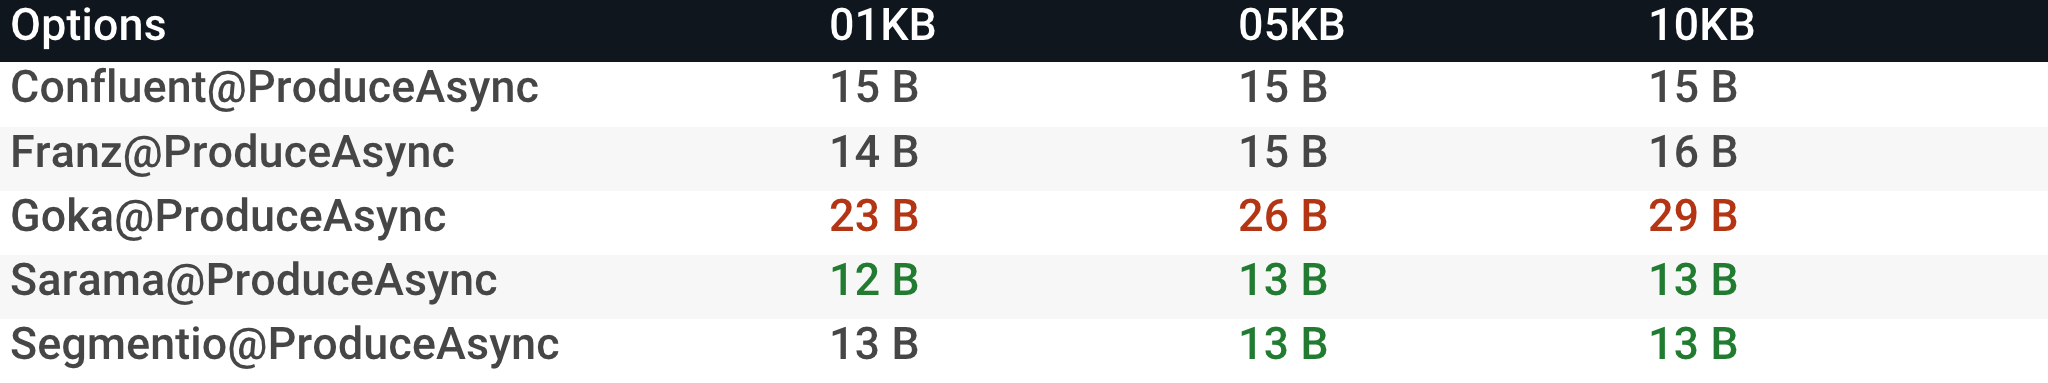 Options 01KB 05KB 10KB
Confluent@ProduceAsync 15 B 15 B 15 B
Franz@ProduceAsync 14 B 15 B 16 B
Goka@ProduceAsync 23 B 26 B 29 B
Sarama@ProduceAsync 12 B 13 B 13 B
Segmentio@ProduceAsync 13 B 13 B 13 B